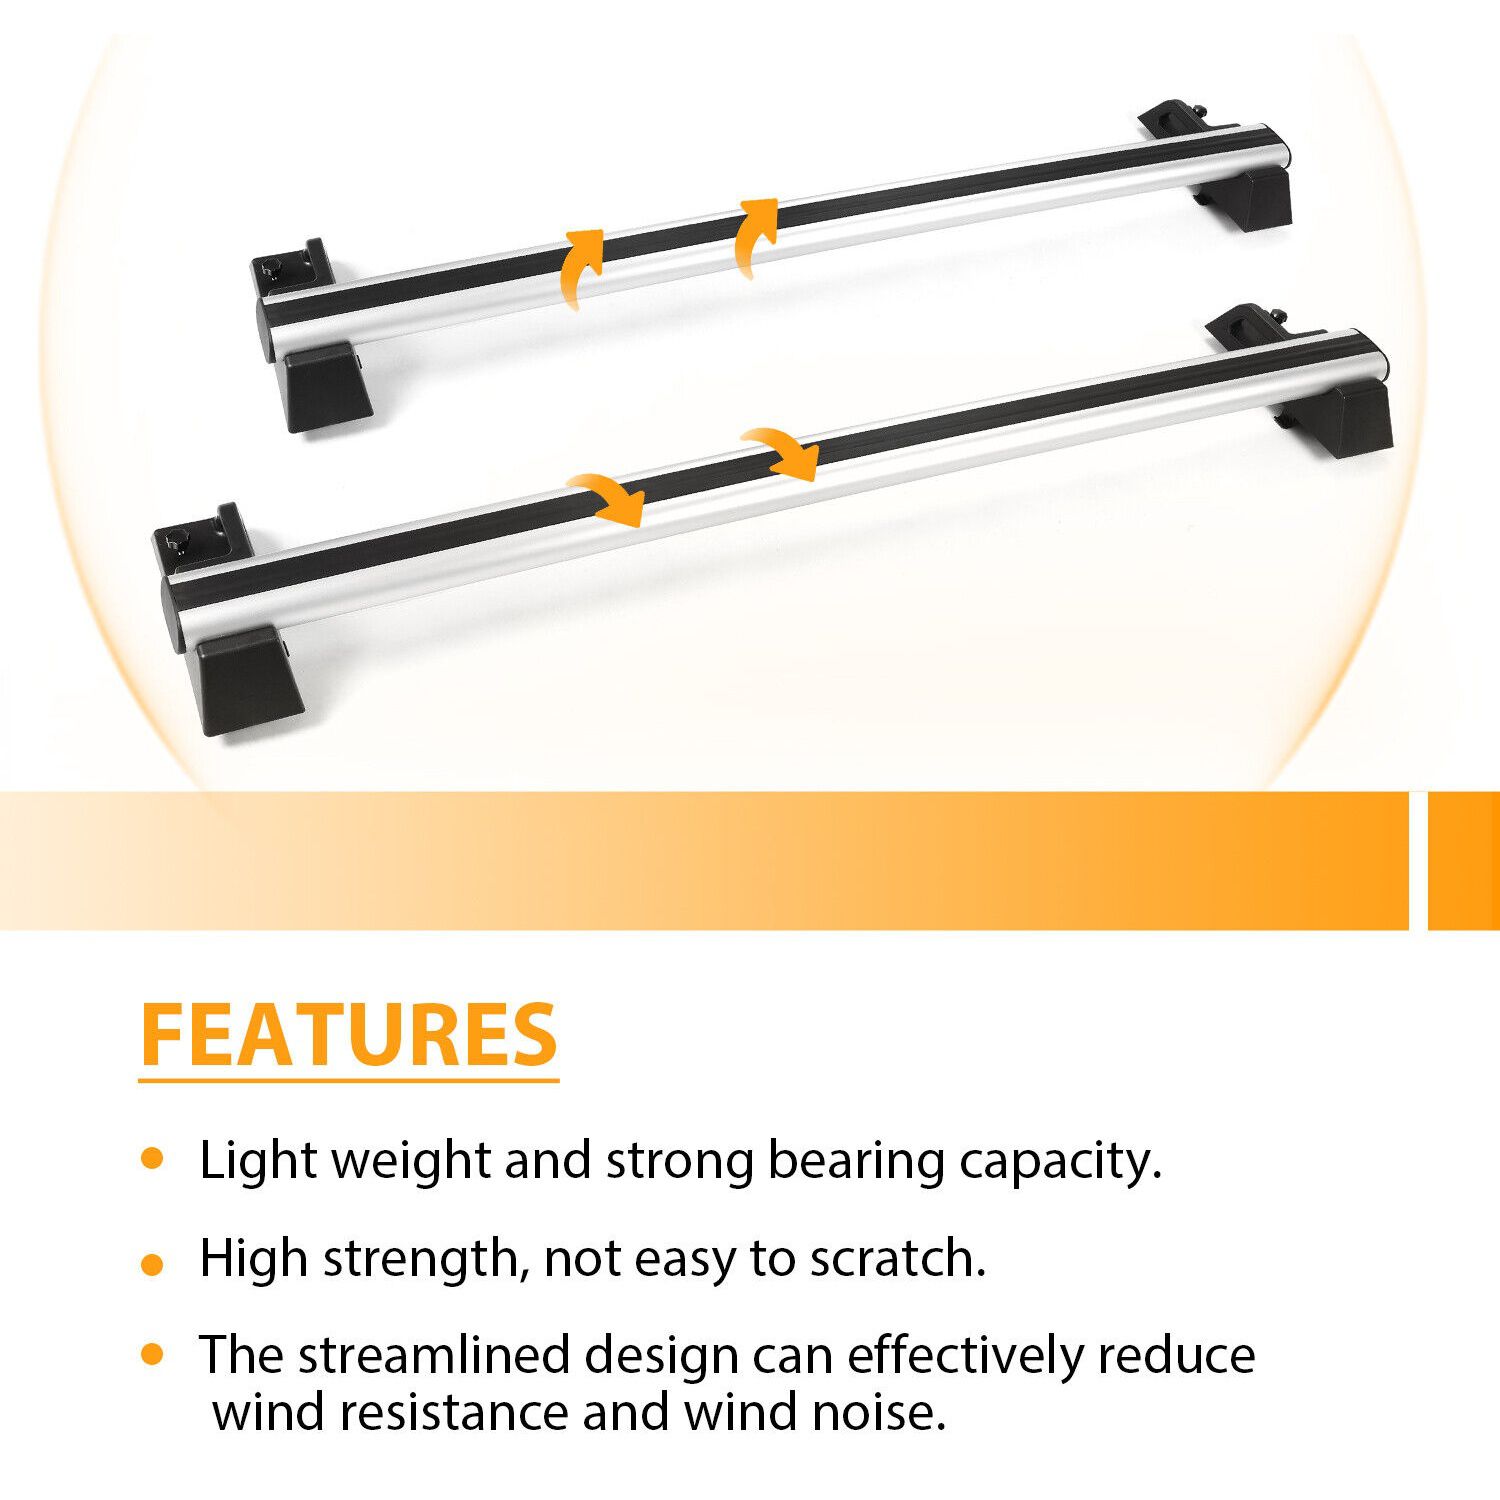 FEATURES
• Light weight and strong bearing capacity.
• High strength, not easy to scratch.
• The streamlined design can effectively reduce
wind resistance and wind noise.